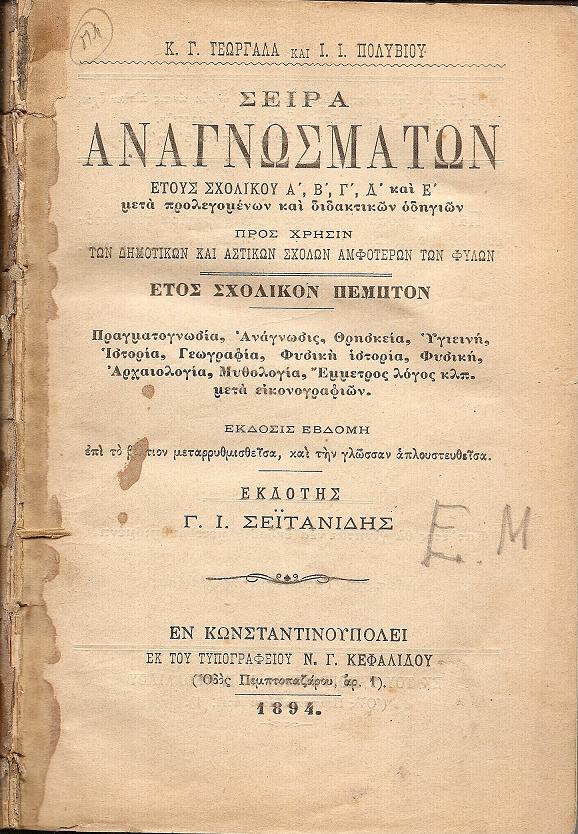 Κ. Γ. ΓΕΩΡΓΑΛΑ ΚΑΙ Ι. Ι. ΠΟΛΥΒΙΟΥ
ΣΕΙΡΑ
ΑΝΑΓΝΩΣΜΑΤΩΝ
ΕΤΟΥΣ ΣΧΟΛΙΚΟΥ Α΄, Β΄, Γ΄, Δ΄ καὶ Ε΄
μετὰ προλεγομένων καὶ διδακτικῶν ὁδηγιῶν
ΠΡΟΣ ΧΡΗΣΙΝ
ΤΩΝ ΔΗΜΟΤΙΚΩΝ ΚΑΙ ΑΣΤΙΚΩΝ ΣΧΟΛΩΝ ΑΜΦΟΤΕΡΩΝ ΤΩΝ ΦΥΛΩΝ
ΕΤΟΣ ΣΧΟΛΙΚΟΝ ΠΕΜΠΤΟΝ
Πραγματογνωσία, Ἀνάγνωσις, Θρησκεία, Ὑγιεινή,
Ἱστορία, Γεωγραφία, Φυσικὴ ἱστορία, Φυσική,
Ἀρχαιολογία, Μυθολογία, Ἔμμετρος λόγος κλπ.
μετὰ εἰκονογραφιῶν.
ΕΚΔΟΣΙΣ ΕΒΔΟΜΗ
ἐπὶ τὸ βέλτιον μεταρρυθμισθεῖσα, καὶ τὴν γλῶσσαν ἁπλουστευθεῖσα.
ΕΚΔΟΤΗΣ
Γ. Ι. ΣΕΪΤΑΝΙΔΗΣ
Ε. Μ
ΕΝ ΚΩΝΣΤΑΝΤΙΝΟΥΠΟΛΕΙ
ΕΚ ΤΟΥ ΤΥΠΟΓΡΑΦΕΙΟΥ Ν. Γ. ΚΕΦΑΛΙΔΟΥ
(Ὁδὸς Πεμπτοπαζάρου, ἀρ. 1).
1894.